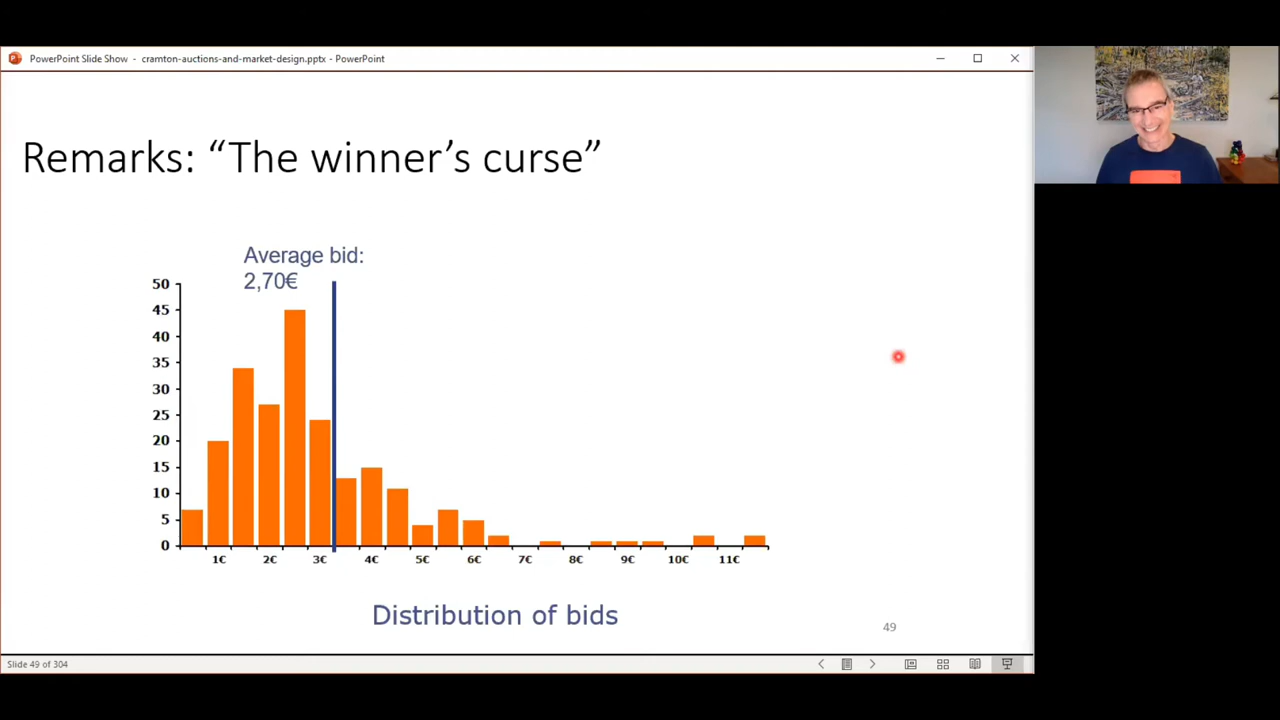 PowerPoint Slide Show - cramton-auctions-and-market-design.pptx - PowerPoint
Remarks: “The winner’s curse”
Average bid:
2,70€
50
45
40
35
30
25
20
15
10
5
0
1€ 2€ 3€ 4€ 5€ 6€ 7€ 8€ 9€ 10€ 11€
Distribution of bids
49
Slide 49 of 304